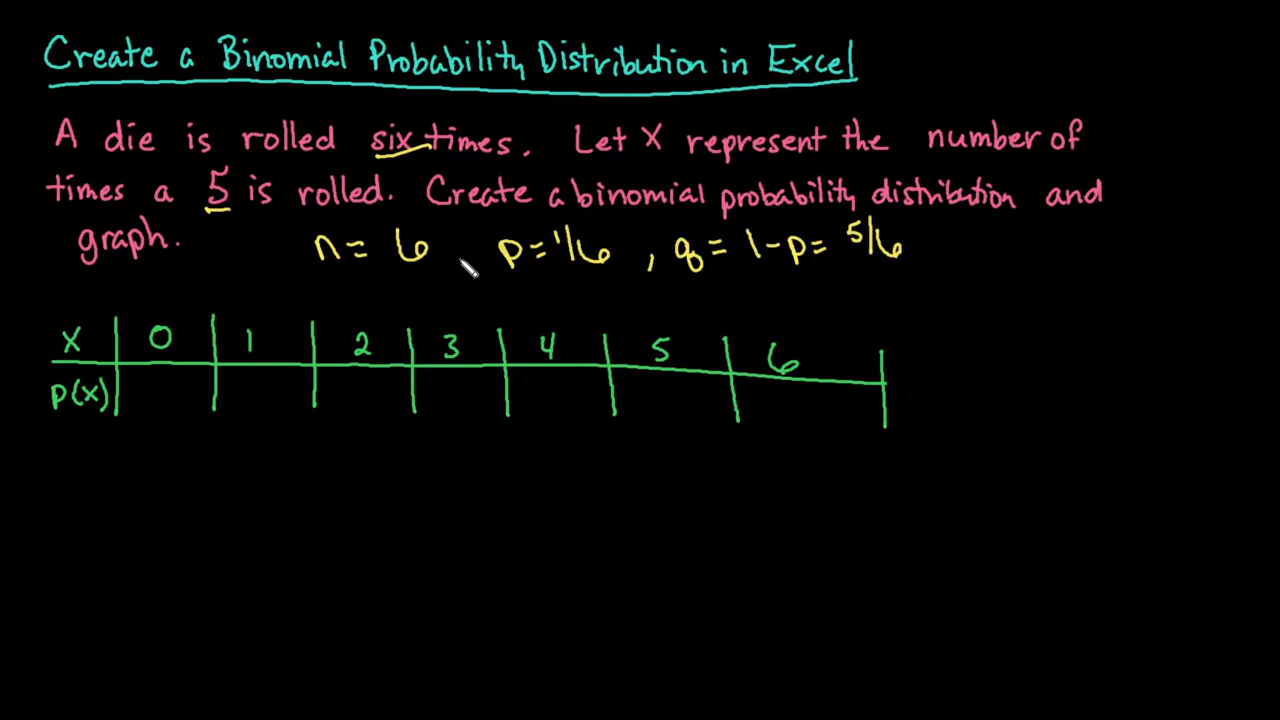 Create a Binomial Probability Distribution in Excel
A die is rolled six times. Let X represent the number of
times a 5 is rolled. Create a binomial probability distribution and
graph. n = 6 p = 1/6 , q = 1-p = 5/6
X 0 1 2 3 4 5 6
p(x)